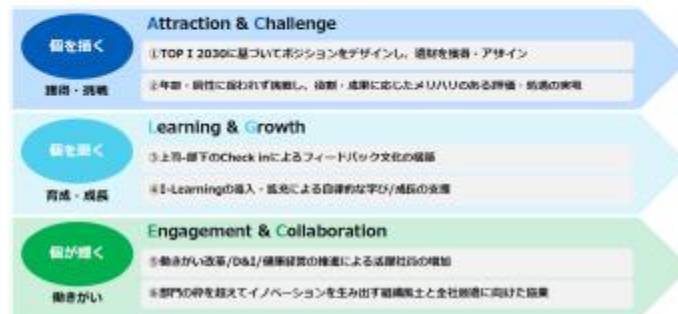 Attraction & Challenge
個を描く
①TOP I 2030に基づいてポジションをデザインし、適財を獲得・アサイン
獲得・挑戦
②年齢・属性に捉われず挑戦し、役割・成果に応じたメリハリのある評価・処遇の実現
Learning & Growth
個を磨く
③上司-部下のCheck inによるフィードバック文化の醸成
④I-Learningの導入・拡充による自律的な学び/成長の支援
育成・成長
Engagement & Collaboration
個が輝く
⑤働きがい改革/D&I/健康経営の推進による活躍社員の増加
働きがい
⑥部門の枠を超えてイノベーションを生み出す組織風土と全社最適に向けた協業